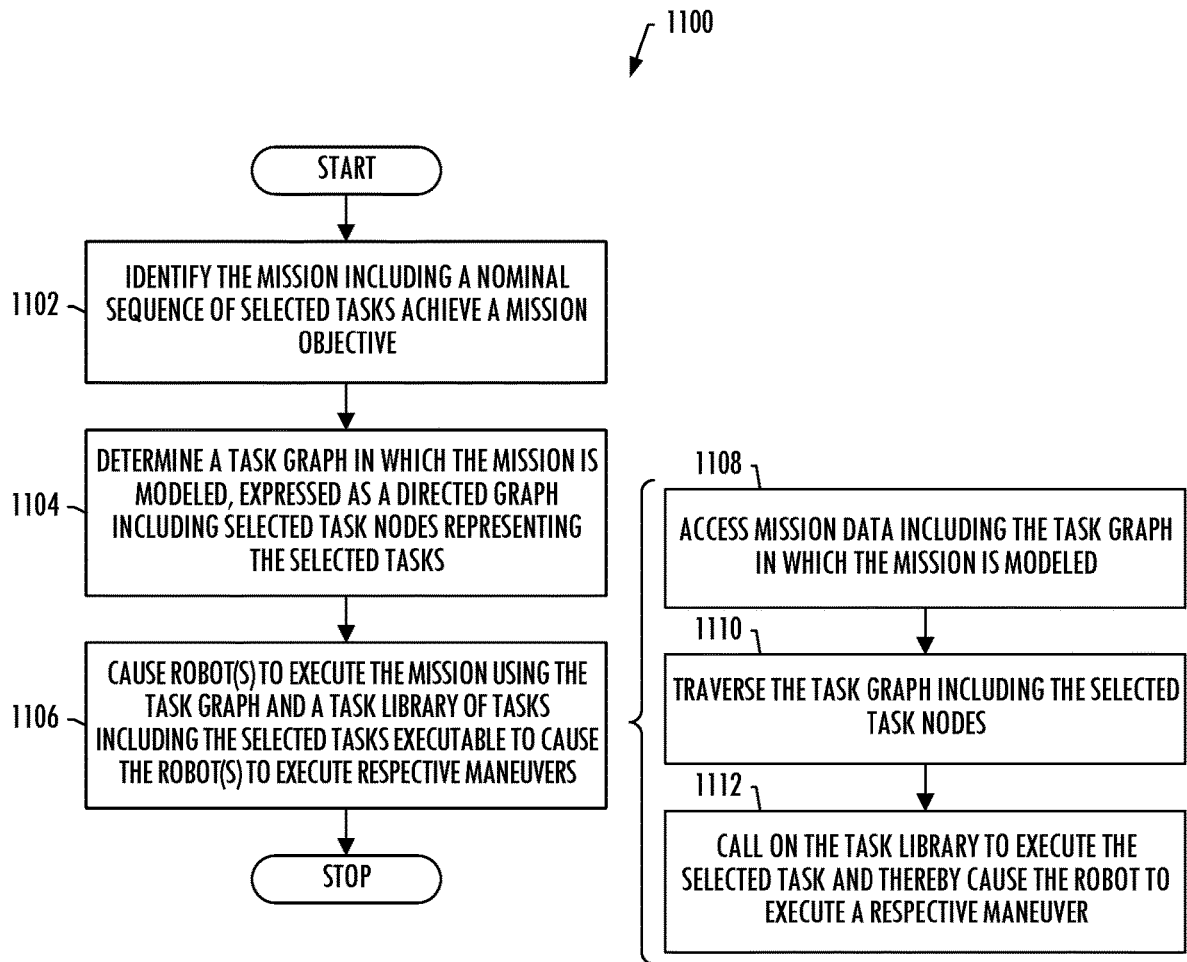 1100
START
1102
IDENTIFY THE MISSION INCLUDING A NOMINAL
SEQUENCE OF SELECTED TASKS ACHIEVE A MISSION
OBJECTIVE
1104
DETERMINE A TASK GRAPH IN WHICH THE MISSION IS
MODELED, EXPRESSED AS A DIRECTED GRAPH
INCLUDING SELECTED TASK NODES REPRESENTING
THE SELECTED TASKS
1106
CAUSE ROBOT(S) TO EXECUTE THE MISSION USING THE
TASK GRAPH AND A TASK LIBRARY OF TASKS
INCLUDING THE SELECTED TASKS EXECUTABLE TO CAUSE
THE ROBOT(S) TO EXECUTE RESPECTIVE MANEUVERS
STOP
1108
ACCESS MISSION DATA INCLUDING THE TASK GRAPH
IN WHICH THE MISSION IS MODELED
1110
TRAVERSE THE TASK GRAPH INCLUDING THE SELECTED
TASK NODES
1112
CALL ON THE TASK LIBRARY TO EXECUTE THE
SELECTED TASK AND THEREBY CAUSE THE ROBOT TO
EXECUTE A RESPECTIVE MANEUVER